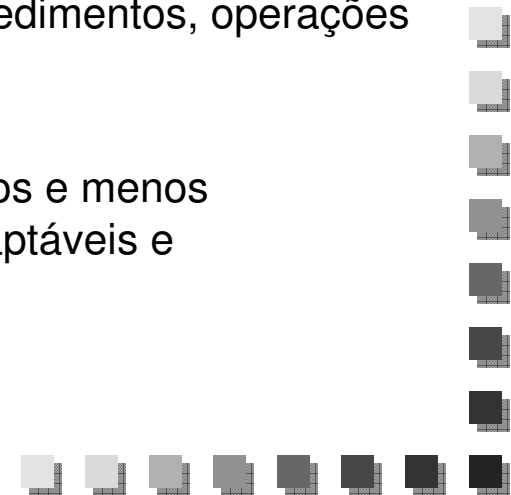 edimentos, operações
os e menos
ptáveis e